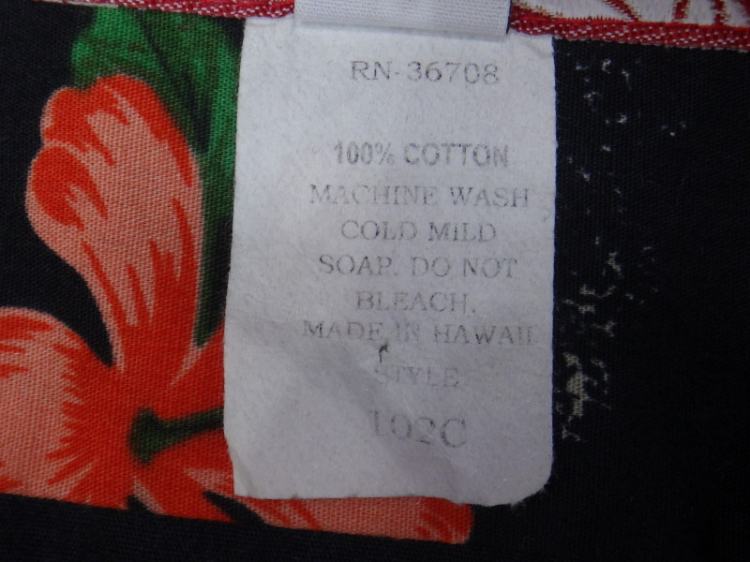 RN-36708
100% COTTON
MACHINE WASH
COLD MILD
SOAP. DO NOT
BLEACH.
MADE IN HAWAII
STYLE
102C